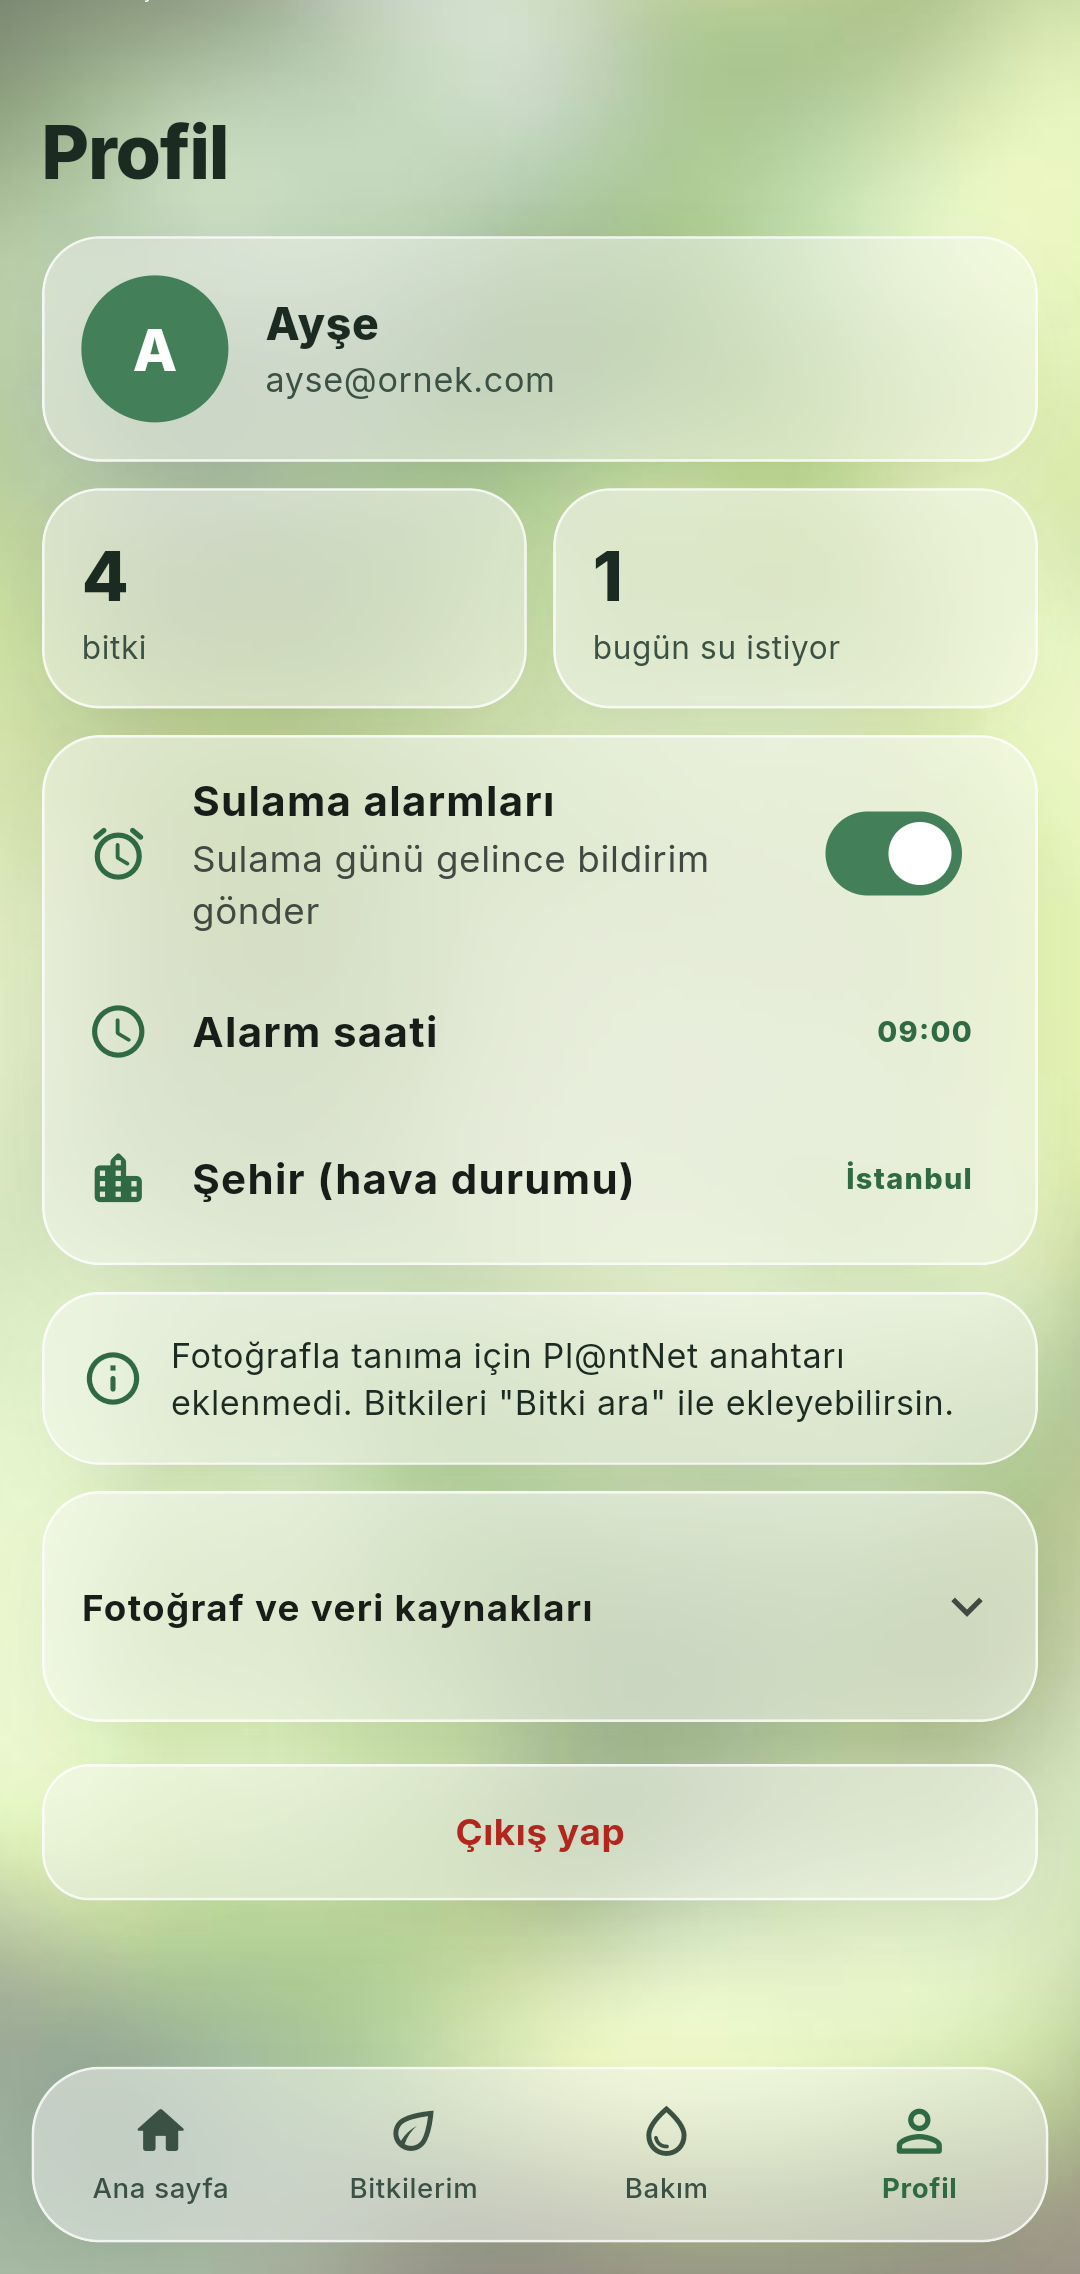 Profil
A
Ayşe
ayse@ornek.com
4
bitki
1
bugün su istiyor
Sulama alarmları
Sulama günü gelince bildirim
gönder
Alarm saati
09:00
Şehir (hava durumu)
İstanbul
Fotoğrafla tanıma için Pl@ntNet anahtarı
eklenmedi. Bitkileri "Bitki ara" ile ekleyebilirsin.
Fotoğraf ve veri kaynakları
Çıkış yap
Ana sayfa
Bitkilerim
Bakım
Profil